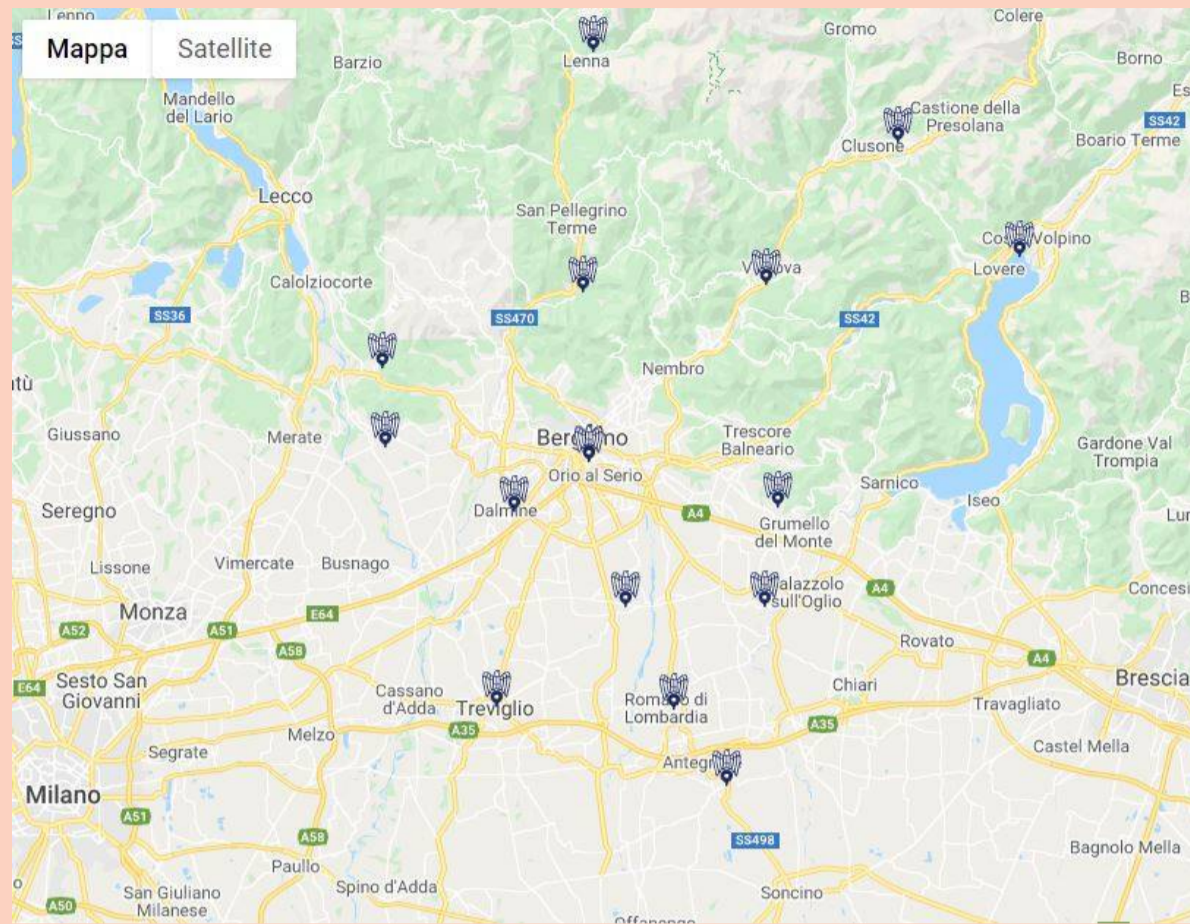 Lenno
Mappa
Satellite
Lenna
Gromo
Colere
Barzio
Borno
Mandello
del Lario
Castione della
Presolana
SS42
Clusone
Boario Terme
Lecco
San Pellegrino
Terme
Volpino
Lovere
Calolziocorte
SS36
SS470
SS42
Nembro
Giussano
Merate
Trescore
Balneario
Gardone Val
Trompia
Orio al Serio
Sarnico
Iseo
Seregno
Dalmine
A4
Grumello
del Monte
Lissone
Vimercate
Busnago
Monza
E64
alazzolo
sull'Oglio
A4
A52
A51
A58
Rovato
A4
E64
Sesto San
Giovanni
Cassano
d'Adda
Treviglio
Romano di
Lombardia
Chiari
Brescia
Travagliato
A35
A35
Segrate
Melzo
Castel Mella
Milano
A51
A58
SS498
Bagnolo Mella
Paullo
San Giuliano
Milanese
Spino d'Adda
Soncino
A50
Offanengo